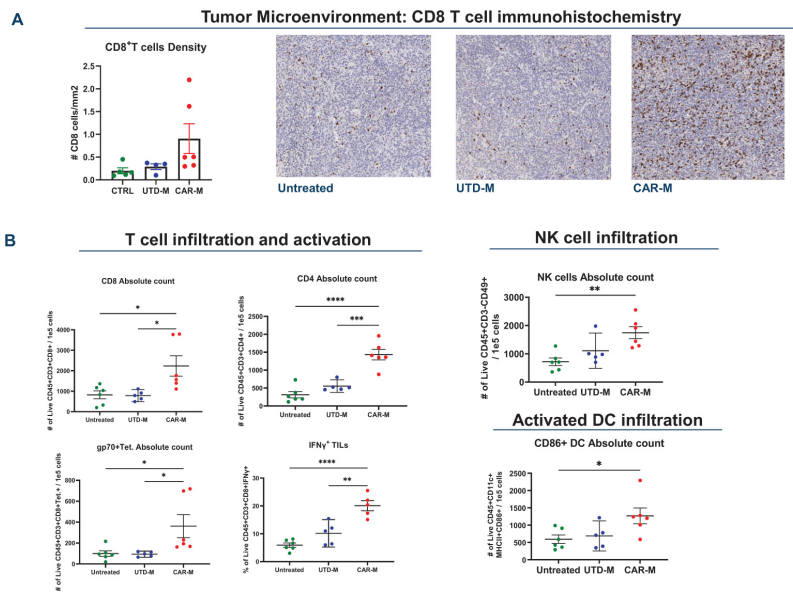 A
Tumor Microenvironment: CD8 T cell immunohistochemistry
CD8+T cells Density
# CD8 cells/mm2
2.5
2.0
1.5
1.0
0.5
0.0
CTRL UTD-M CAR-M
Untreated
UTD-M
CAR-M
B
T cell infiltration and activation
CD8 Absolute count
# of Live CD45+CD3+CD8+ / 1e5 cells
4000
3000
2000
1000
0
* 
*
Untreated UTD-M CAR-M
CD4 Absolute count
# of Live CD45+CD3+CD4+ / 1e5 cells
2500
2000
1500
1000
500
0
****
***
Untreated UTD-M CAR-M
gp70+Tet. Absolute count
# of Live CD45+CD3+CD8+Tet.+ / 1e5 cells
800
600
400
200
0
*
*
Untreated UTD-M CAR-M
IFNγ+ TILs
% of Live CD45+CD3+CD8+IFNγ+
30
20
10
0
****
**
Untreated UTD-M CAR-M
NK cell infiltration
NK cells Absolute count
# of Live CD45+CD3-CD49+
/ 1e5 cells
3000
2000
1000
0
**
Untreated UTD-M CAR-M
Activated DC infiltration
CD86+ DC Absolute count
# of Live CD45+CD11c+
MHCII+CD86+ / 1e5 cells
2500
2000
1500
1000
500
0
*
Untreated UTD-M CAR-M